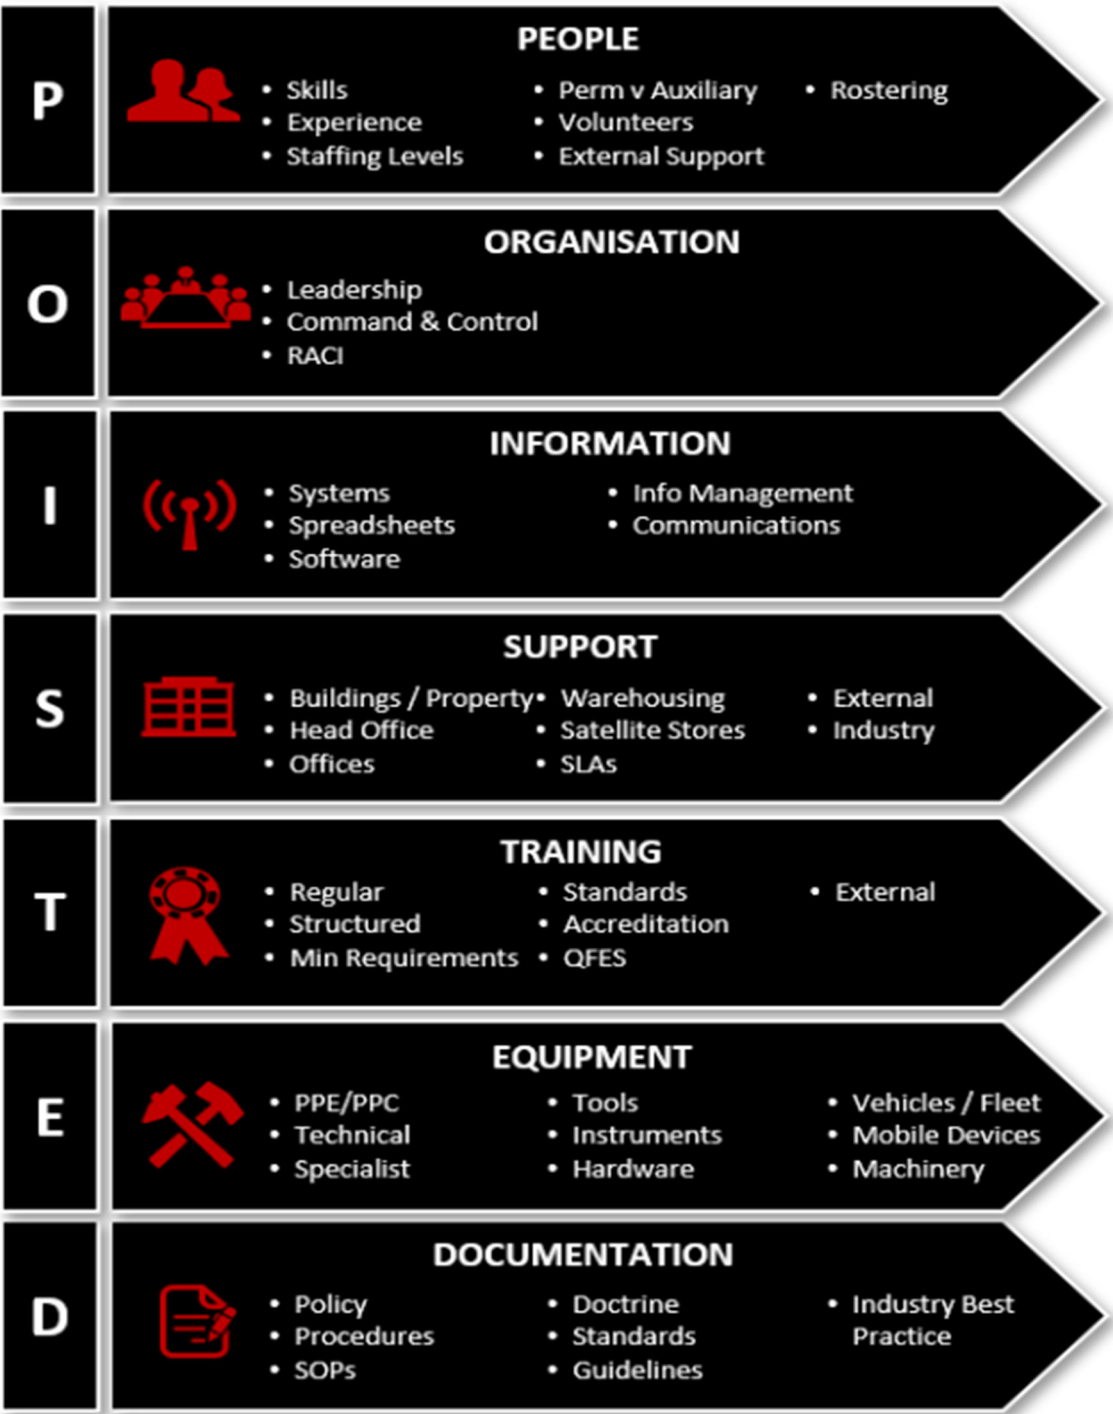 P
PEOPLE
• Skills
• Experience
• Staffing Levels
• Perm v Auxiliary
• Volunteers
• External Support
• Rostering
O
ORGANISATION
• Leadership
• Command & Control
• RACI
I
INFORMATION
• Systems
• Spreadsheets
• Software
• Info Management
• Communications
S
SUPPORT
• Buildings / Property
• Head Office
• Offices
• Warehousing
• Satellite Stores
• SLAs
• External
• Industry
T
TRAINING
• Regular
• Structured
• Min Requirements
• Standards
• Accreditation
• QFES
• External
E
EQUIPMENT
• PPE/PPC
• Technical
• Specialist
• Tools
• Instruments
• Hardware
• Vehicles / Fleet
• Mobile Devices
• Machinery
D
DOCUMENTATION
• Policy
• Procedures
• SOPs
• Doctrine
• Standards
• Guidelines
• Industry Best
Practice